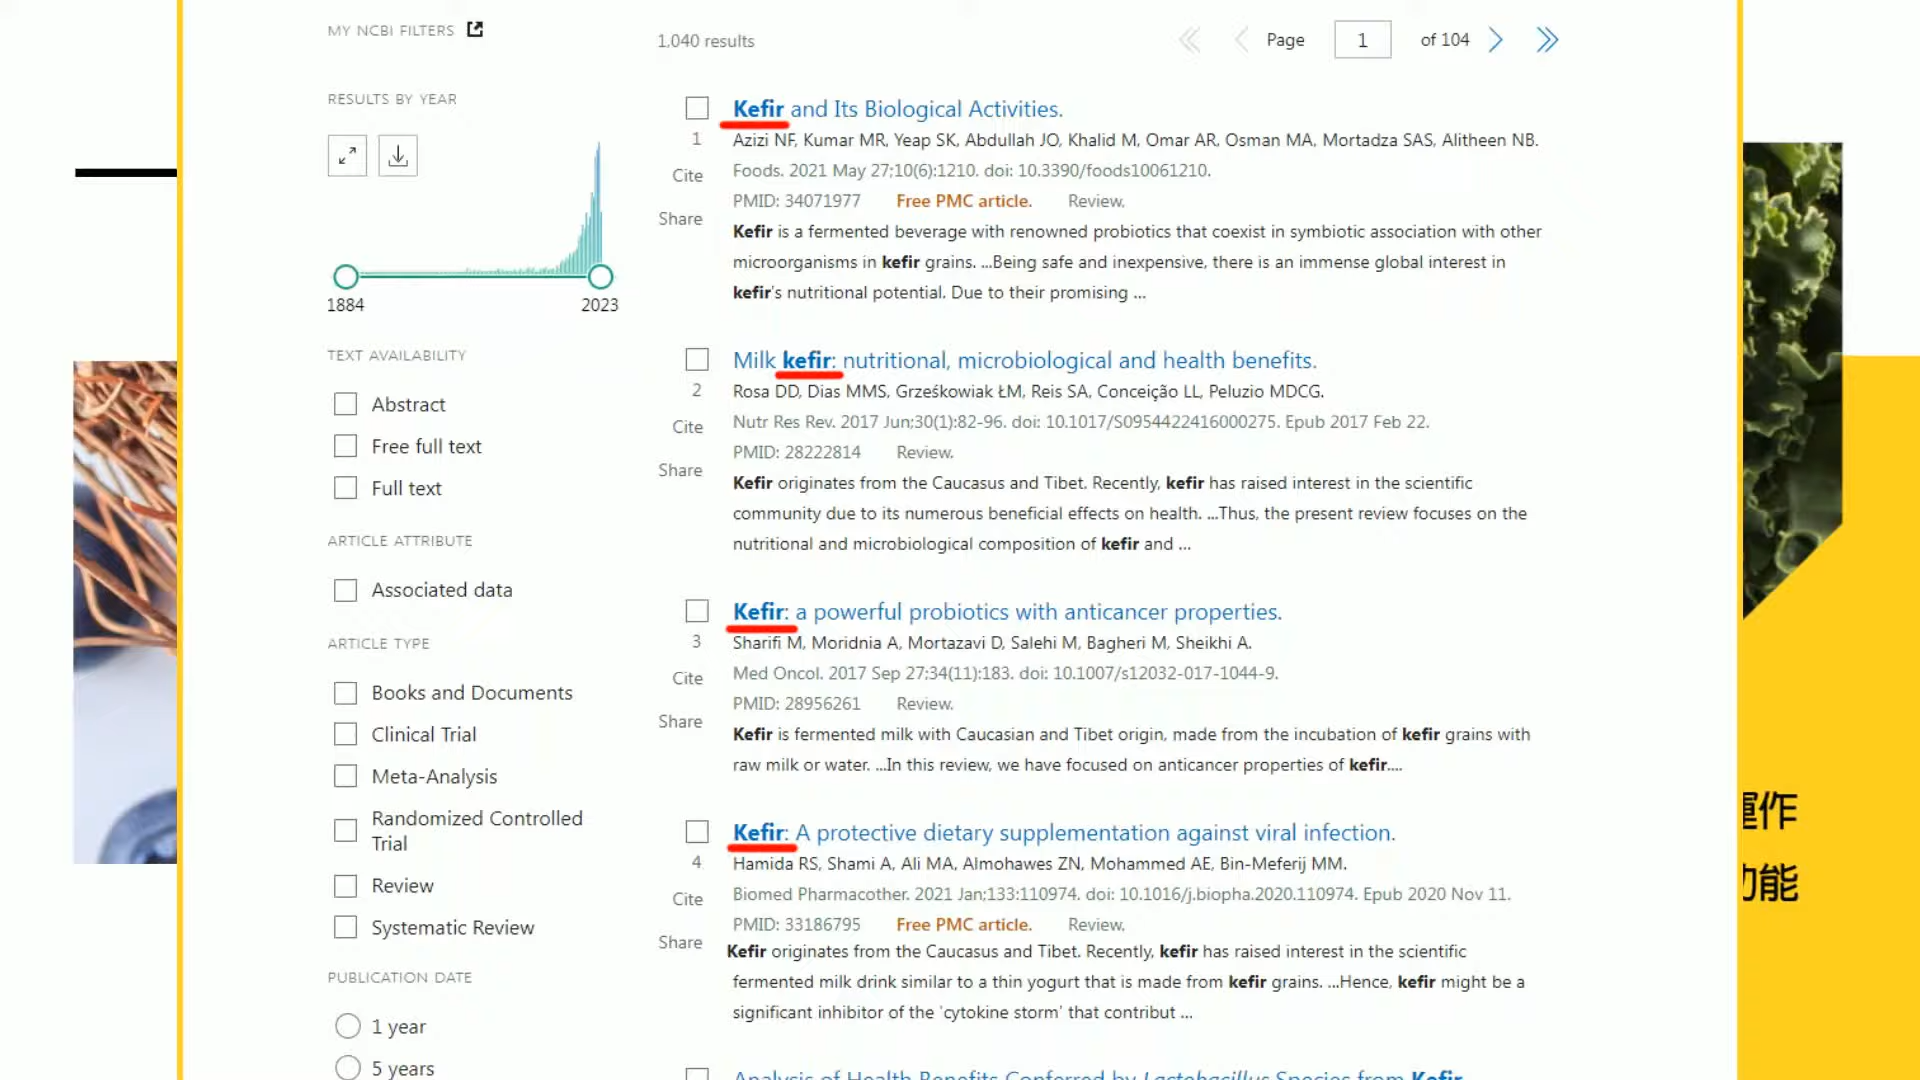 MY NCBI FILTERS
1,040 results
Page 1 of 104
RESULTS BY YEAR
1884 2023
TEXT AVAILABILITY
Abstract
Free full text
Full text
ARTICLE ATTRIBUTE
Associated data
ARTICLE TYPE
Books and Documents
Clinical Trial
Meta-Analysis
Randomized Controlled
Trial
Review
Systematic Review
PUBLICATION DATE
1 year
5 years
Kefir and Its Biological Activities.
1
Cite
Share
Azizi NF, Kumar MR, Yeap SK, Abdullah JO, Khalid M, Omar AR, Osman MA, Mortadza SAS, Alitheen NB.
Foods. 2021 May 27;10(6):1210. doi: 10.3390/foods10061210.
PMID: 34071977 Free PMC article. Review.
Kefir is a fermented beverage with renowned probiotics that coexist in symbiotic association with other
microorganisms in kefir grains. ...Being safe and inexpensive, there is an immense global interest in
kefir's nutritional potential. Due to their promising ...
Milk kefir: nutritional, microbiological and health benefits.
2
Cite
Share
Rosa DD, Dias MMS, Grześkowiak ŁM, Reis SA, Conceição LL, Peluzio MDCG.
Nutr Res Rev. 2017 Jun;30(1):82-96. doi: 10.1017/S0954422416000275. Epub 2017 Feb 22.
PMID: 28222814 Review.
Kefir originates from the Caucasus and Tibet. Recently, kefir has raised interest in the scientific
community due to its numerous beneficial effects on health. ...Thus, the present review focuses on the
nutritional and microbiological composition of kefir and ...
Kefir: a powerful probiotics with anticancer properties.
3
Cite
Share
Sharifi M, Moridnia A, Mortazavi D, Salehi M, Bagheri M, Sheikhi A.
Med Oncol. 2017 Sep 27;34(11):183. doi: 10.1007/s12032-017-1044-9.
PMID: 28956261 Review.
Kefir is fermented milk with Caucasian and Tibet origin, made from the incubation of kefir grains with
raw milk or water. ...In this review, we have focused on anticancer properties of kefir....
Kefir: A protective dietary supplementation against viral infection.
4
Cite
Share
Hamida RS, Shami A, Ali MA, Almohawes ZN, Mohammed AE, Bin-Meferij MM.
Biomed Pharmacother. 2021 Jan;133:110974. doi: 10.1016/j.biopha.2020.110974. Epub 2020 Nov 11.
PMID: 33186795 Free PMC article. Review.
Kefir originates from the Caucasus and Tibet. Recently, kefir has raised interest in the scientific
fermented milk drink similar to a thin yogurt that is made from kefir grains. ...Hence, kefir might be a
significant inhibitor of the 'cytokine storm' that contribut ...
Analysis of Health Benefits Conferred by Lactobacillus Species from Kefir.
運作
功能